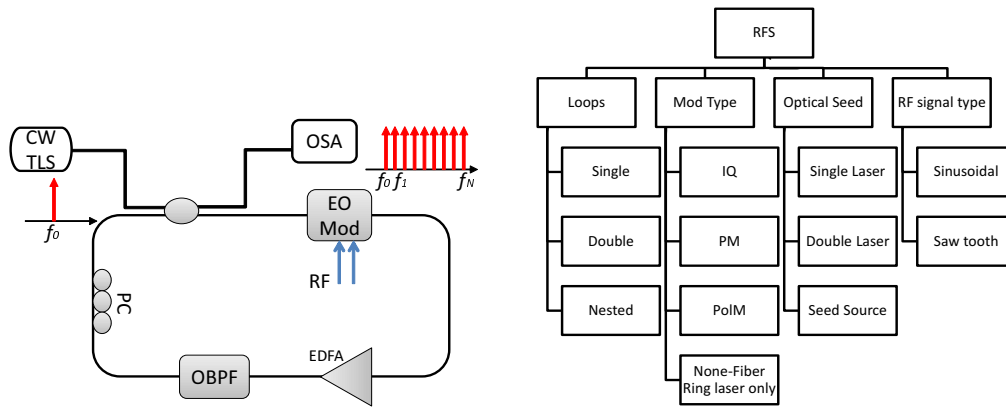 CW
TLS
OSA
f0
f0 f1 fN
EO
Mod
RF
PC
EDFA
OBPF
RFS
Loops
Mod Type
Optical Seed
RF signal type
Single
IQ
Single Laser
Sinusoidal
Double
PM
Double Laser
Saw tooth
Nested
PolM
Seed Source
None-Fiber
Ring laser only